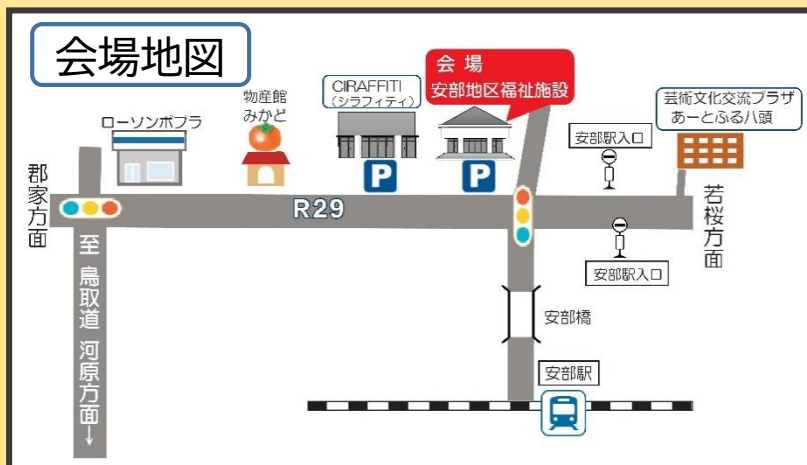 会場地図
会 場
安部地区福祉施設
CIRAFFITI
(シラフィティ)
物産館
みかど
ローソンポプラ
芸術文化交流プラザ
あーとふる八頭
安部駅入口
郡家方面
P
P
R29
若桜方面
安部駅入口
至 鳥取道 河原方面→
安部橋
安部駅